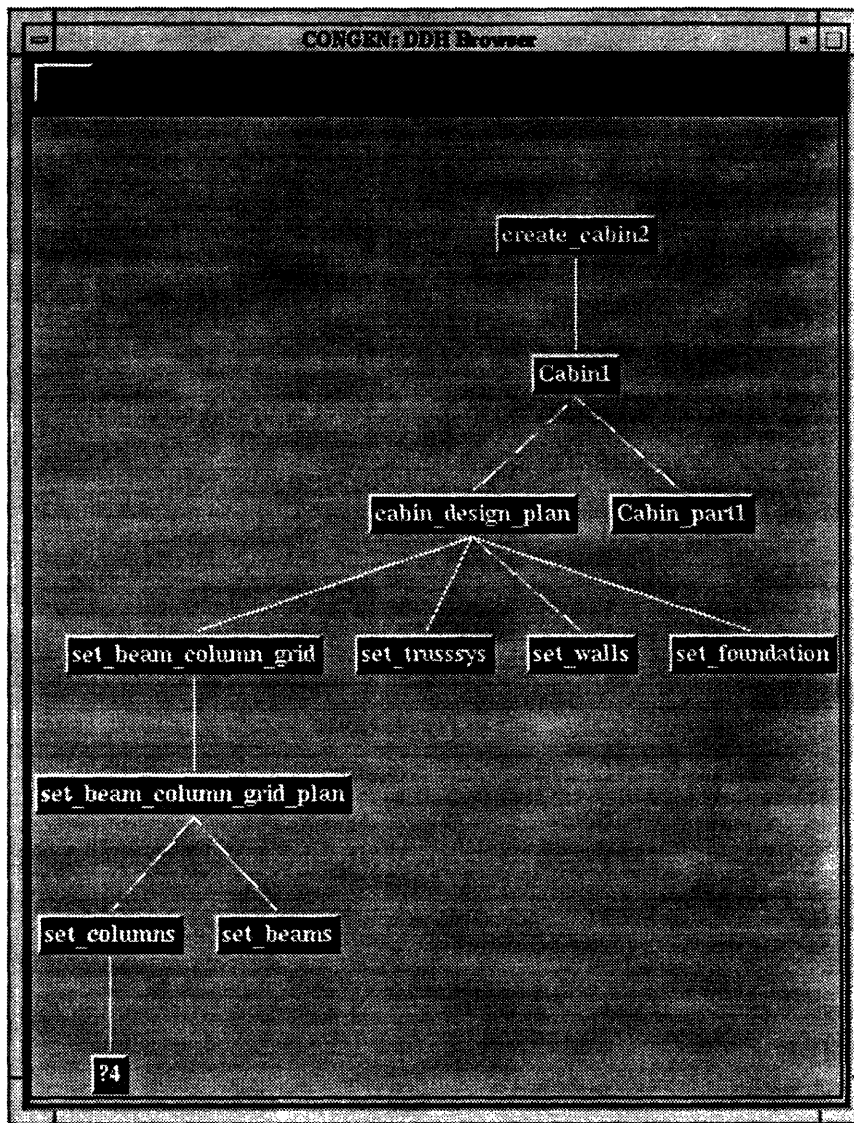 CONGEN: DDH Browser
create_cabin2
Cabin1
cabin_design_plan Cabin_part1
set_beam_column_grid set_trusssys set_walls set_foundation
set_beam_column_grid_plan
set_columns set_beams
?4